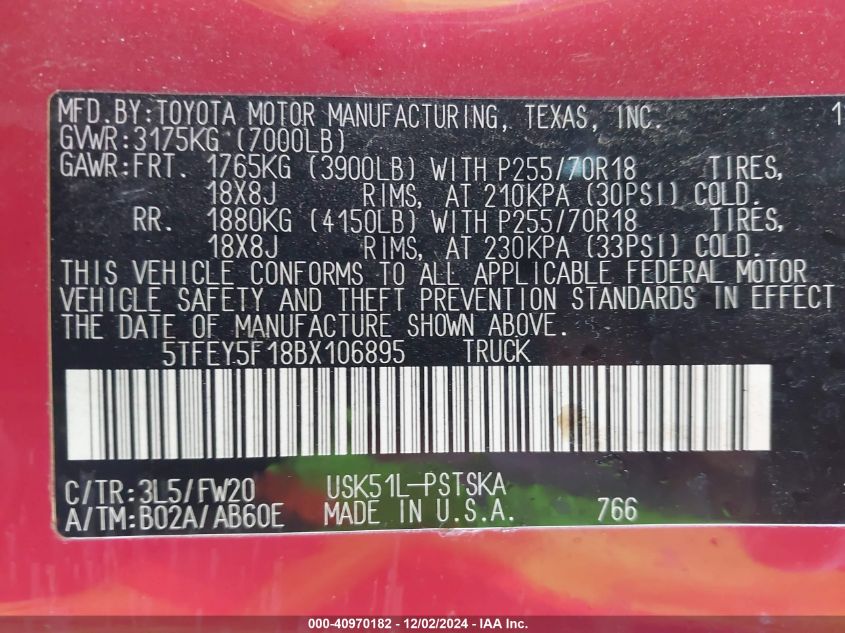 MFD.BY:TOYOTA MOTOR MANUFACTURING, TEXAS, INC. 1
GVWR:3175KG (7000LB)
GAWR:FRT. 1765KG (3900LB) WITH P255/70R18 TIRES,
18X8J RIMS, AT 210KPA (30PSI) COLD.
RR. 1880KG (4150LB) WITH P255/70R18 TIRES,
18X8J RIMS, AT 230KPA (33PSI) COLD.
THIS VEHICLE CONFORMS TO ALL APPLICABLE FEDERAL MOTOR
VEHICLE SAFETY AND THEFT PREVENTION STANDARDS IN EFFECT
THE DATE OF MANUFACTURE SHOWN ABOVE.
5TFEY5F18BX106895 TRUCK
C/TR:3L5/FW20 USK51L-PSTSKA
A/TM:B02A/AB60E MADE IN U.S.A. 766
000-40970182 - 12/02/2024 - IAA Inc.